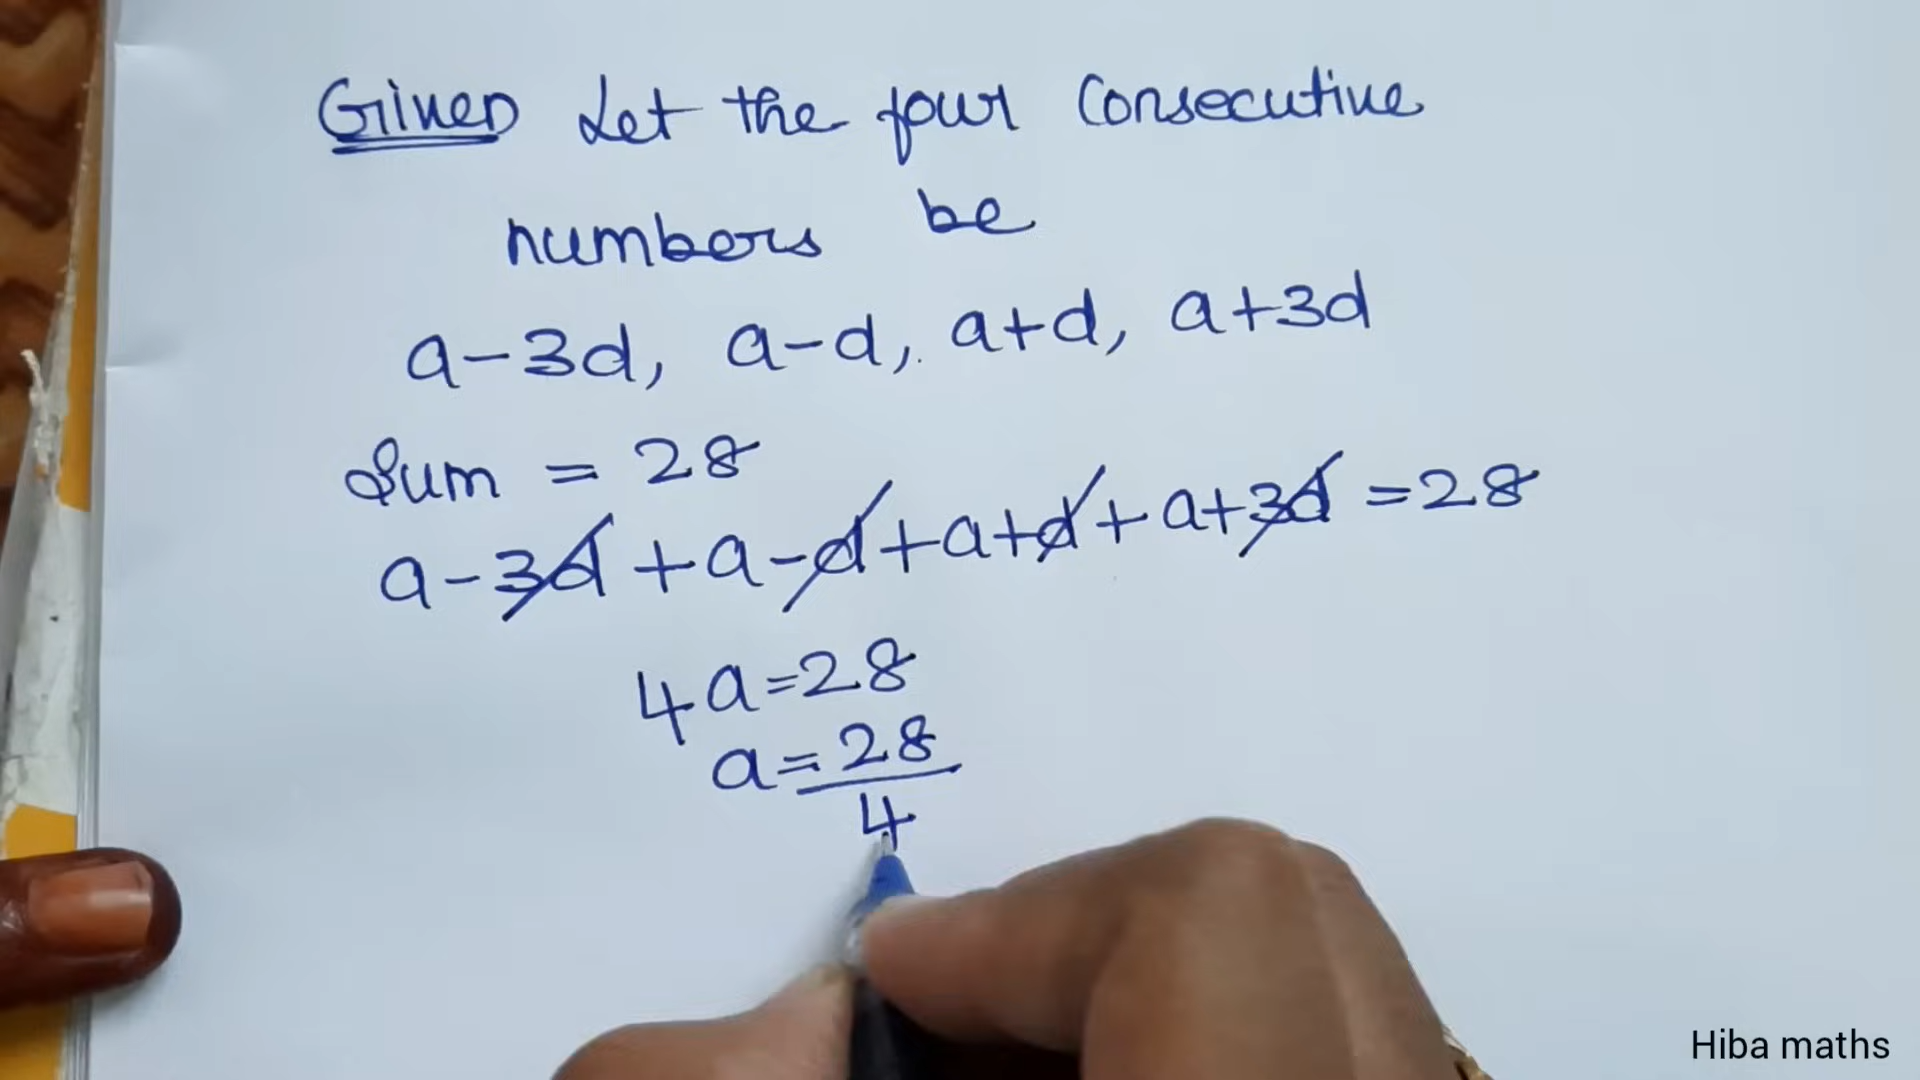 Given Let the four Consecutive
numbers be
a-3d, a-d, a+d, a+3d
Sum = 28
a-3d+a-d+a+d+a+3d=28
4a=28
a=28
4
Hiba maths